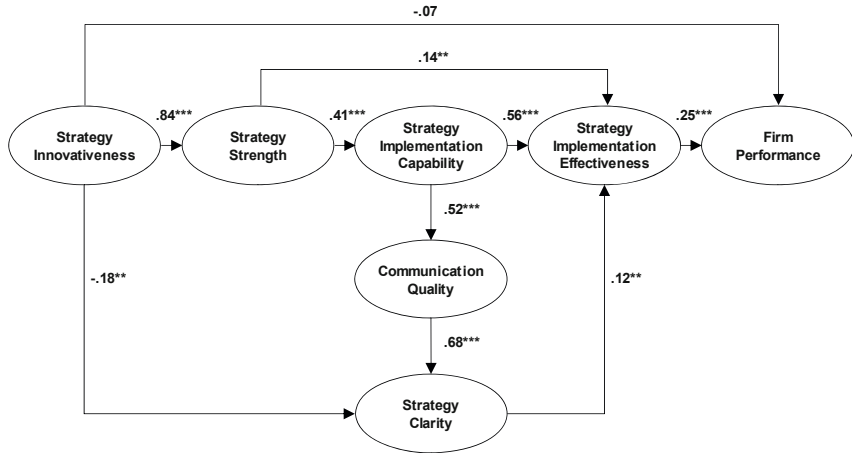 -.07
.14**
.84***
.41***
.56***
.25***
Strategy
Innovativeness
Strategy
Strength
Strategy
Implementation
Capability
Strategy
Implementation
Effectiveness
Firm
Performance
.52***
-.18**
Communication
Quality
.12**
.68***
Strategy
Clarity